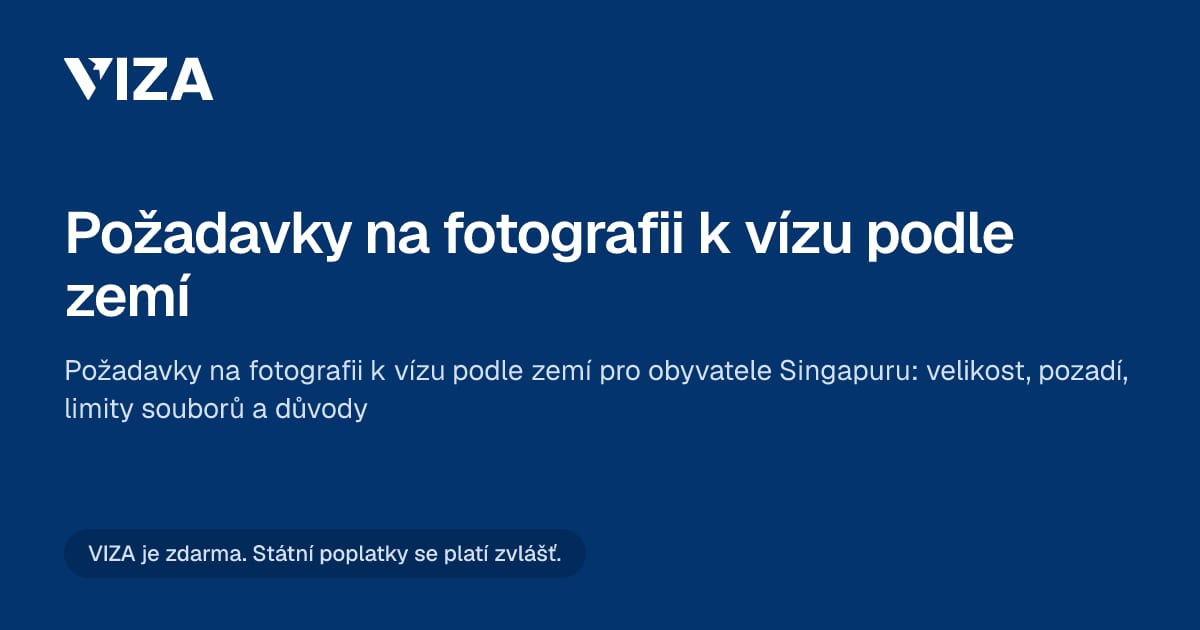 VIZA
Požadavky na fotografii k vízu podle
zemí
Požadavky na fotografii k vízu podle zemí pro obyvatele Singapuru: velikost, pozadí,
limity souborů a důvody
VIZA je zdarma. Státní poplatky se platí zvlášť.